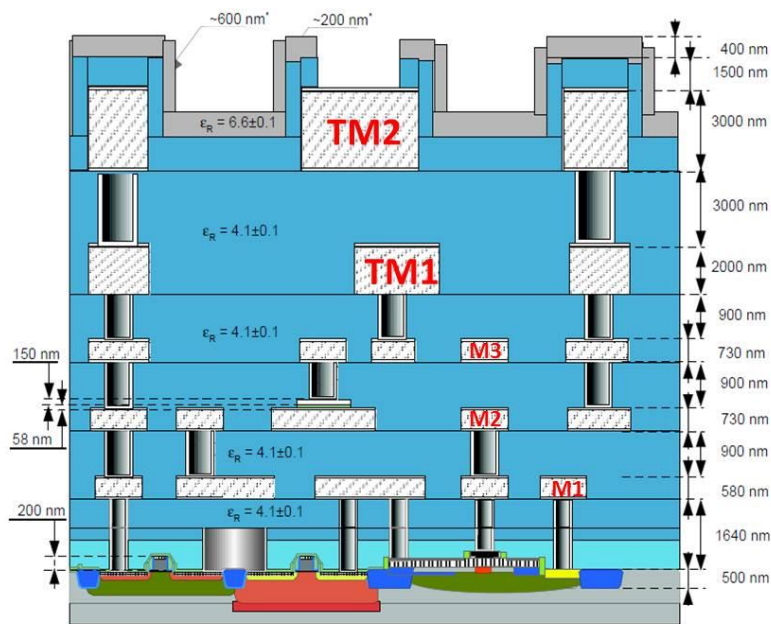 ~600 nm*
~200 nm*
400 nm
1500 nm
εR = 6.6±0.1
TM2
3000 nm
3000 nm
εR = 4.1±0.1
TM1
2000 nm
εR = 4.1±0.1
900 nm
M3
730 nm
150 nm
900 nm
M2
730 nm
58 nm
εR = 4.1±0.1
900 nm
M1
580 nm
200 nm
εR = 4.1±0.1
1640 nm
500 nm